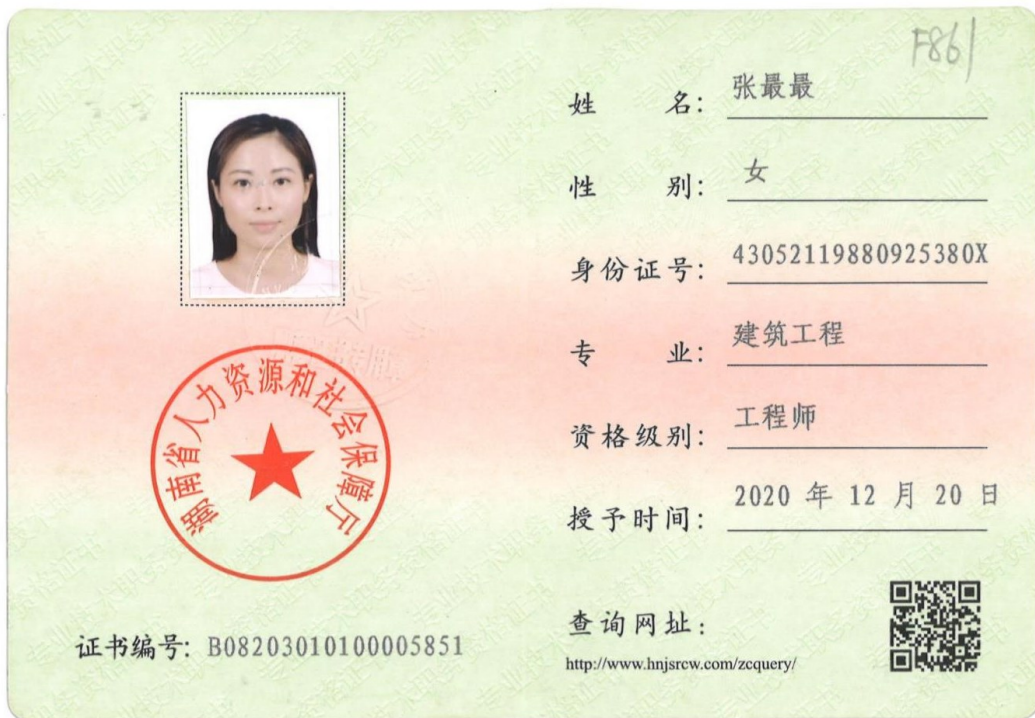 F861
姓 名： 张最最
性 别： 女
身份证号： 43052119880925380X
专 业： 建筑工程
资格级别： 工程师
授予时间： 2020 年 12 月 20 日
湖南省人力资源和社会保障厅
证书编号： B08203010100005851
查询网址：
http://www.hnjsrcw.com/zcquery/